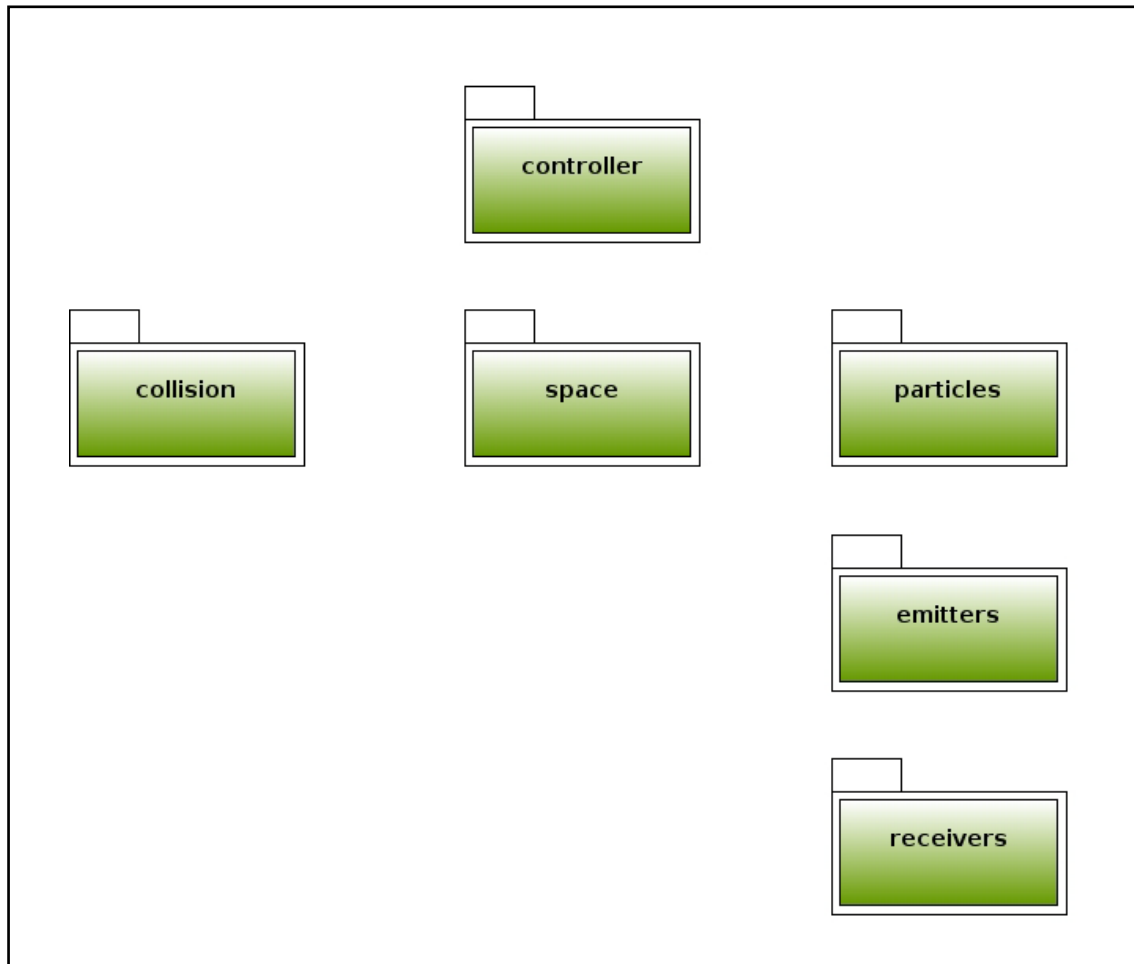 controller
collision
space
particles
emitters
receivers